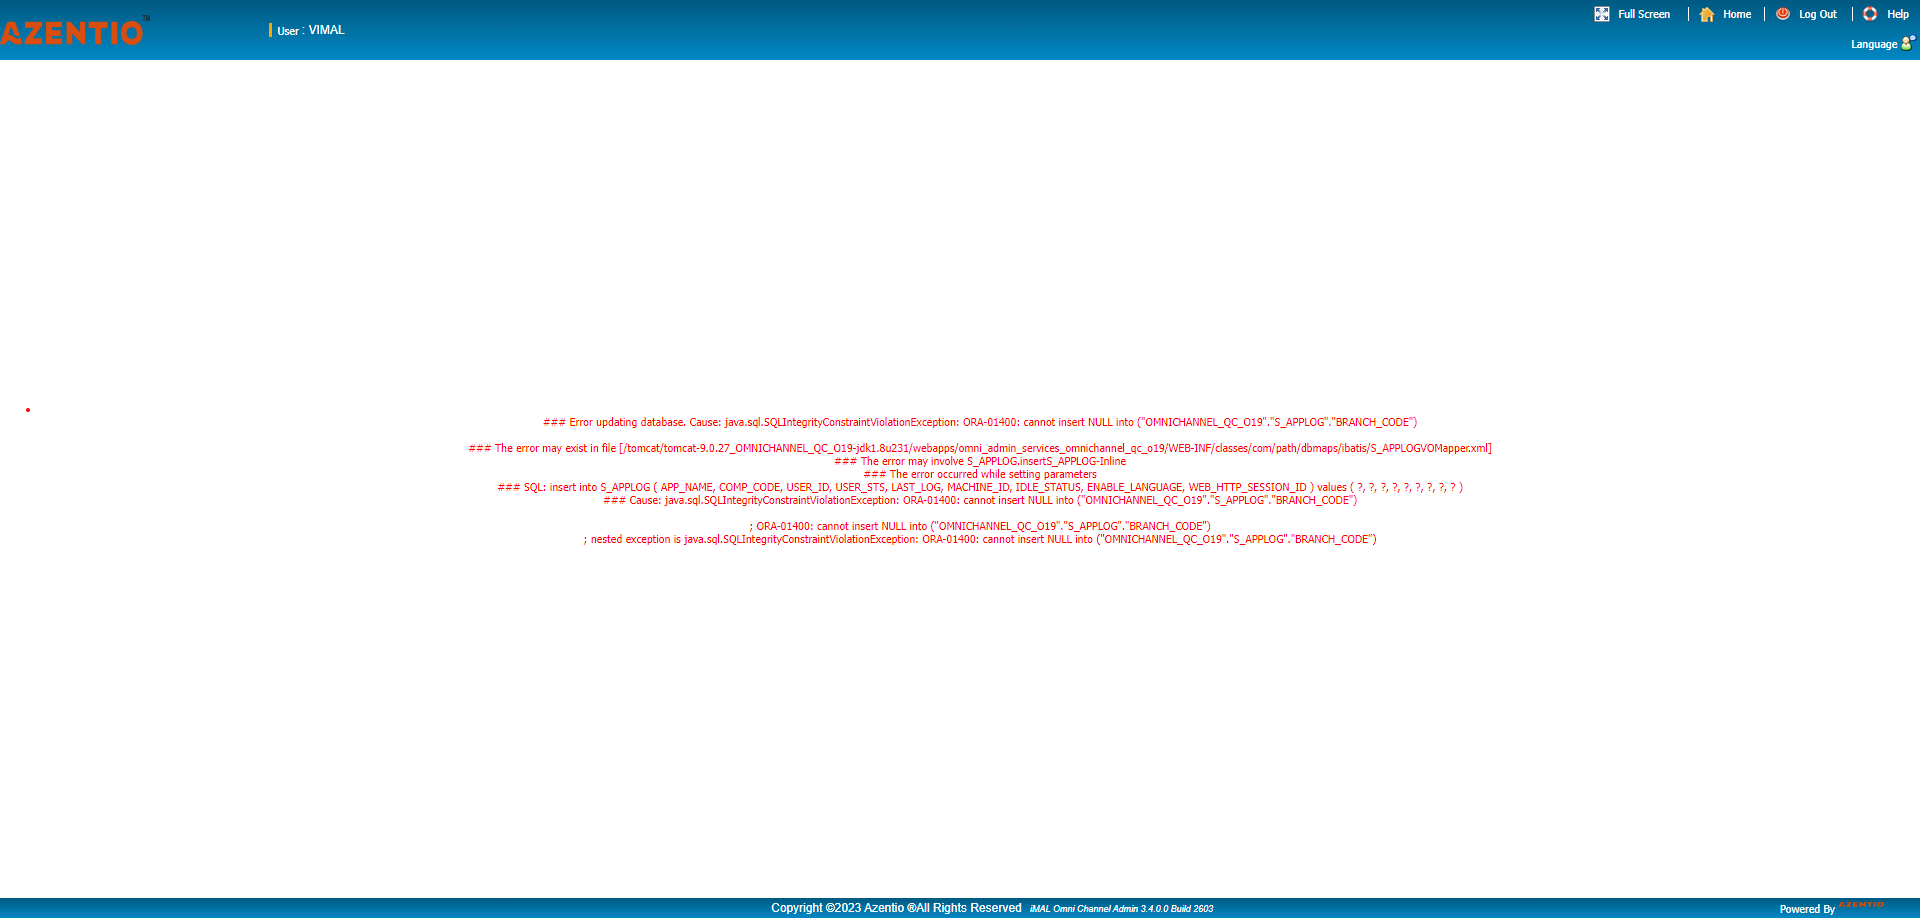 AZENTIO™
User : VIMAL
Full Screen
Home
Log Out
Help
Language
### Error updating database. Cause: java.sql.SQLIntegrityConstraintViolationException: ORA-01400: cannot insert NULL into ("OMNICHANNEL_QC_O19"."S_APPLOG"."BRANCH_CODE")
### The error may exist in file [/tomcat/tomcat-9.0.27_OMNICHANNEL_QC_O19-jdk1.8u231/webapps/omni_admin_services_omnichannel_qc_o19/WEB-INF/classes/com/path/dbmaps/ibatis/S_APPLOGVOMapper.xml]
### The error may involve S_APPLOG.insertS_APPLOG-Inline
### The error occurred while setting parameters
### SQL: insert into S_APPLOG ( APP_NAME, COMP_CODE, USER_ID, USER_STS, LAST_LOG, MACHINE_ID, IDLE_STATUS, ENABLE_LANGUAGE, WEB_HTTP_SESSION_ID ) values ( ?, ?, ?, ?, ?, ?, ?, ?, ? )
### Cause: java.sql.SQLIntegrityConstraintViolationException: ORA-01400: cannot insert NULL into ("OMNICHANNEL_QC_O19"."S_APPLOG"."BRANCH_CODE")
; ORA-01400: cannot insert NULL into ("OMNICHANNEL_QC_O19"."S_APPLOG"."BRANCH_CODE")
; nested exception is java.sql.SQLIntegrityConstraintViolationException: ORA-01400: cannot insert NULL into ("OMNICHANNEL_QC_O19"."S_APPLOG"."BRANCH_CODE")
Copyright ©2023 Azentio ®All Rights Reserved iMAL Omni Channel Admin 3.4.0.0 Build 2603
Powered By AZENTIO